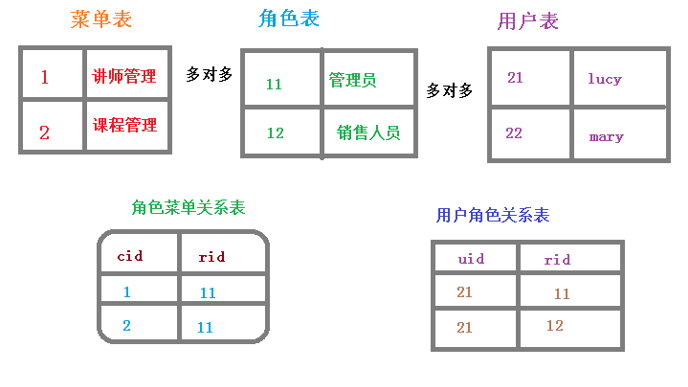 菜单表 角色表 用户表
1 讲师管理 多对多 11 管理员 多对多 21 lucy
2 课程管理 12 销售人员 22 mary
角色菜单关系表 用户角色关系表
cid rid uid rid
1 11 21 11
2 11 21 12